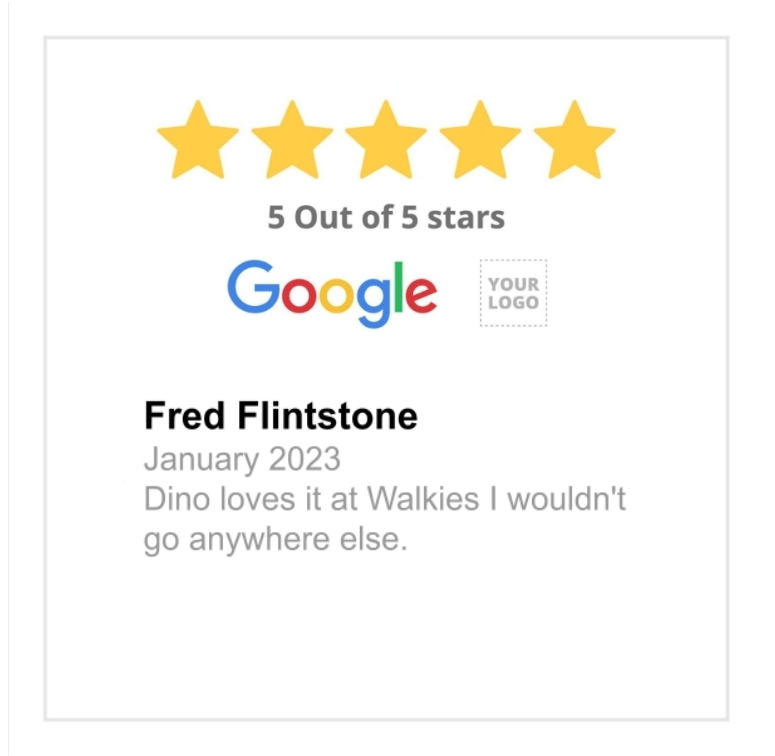 5 Out of 5 stars
Google
YOUR
LOGO
Fred Flintstone
January 2023
Dino loves it at Walkies I wouldn't
go anywhere else.